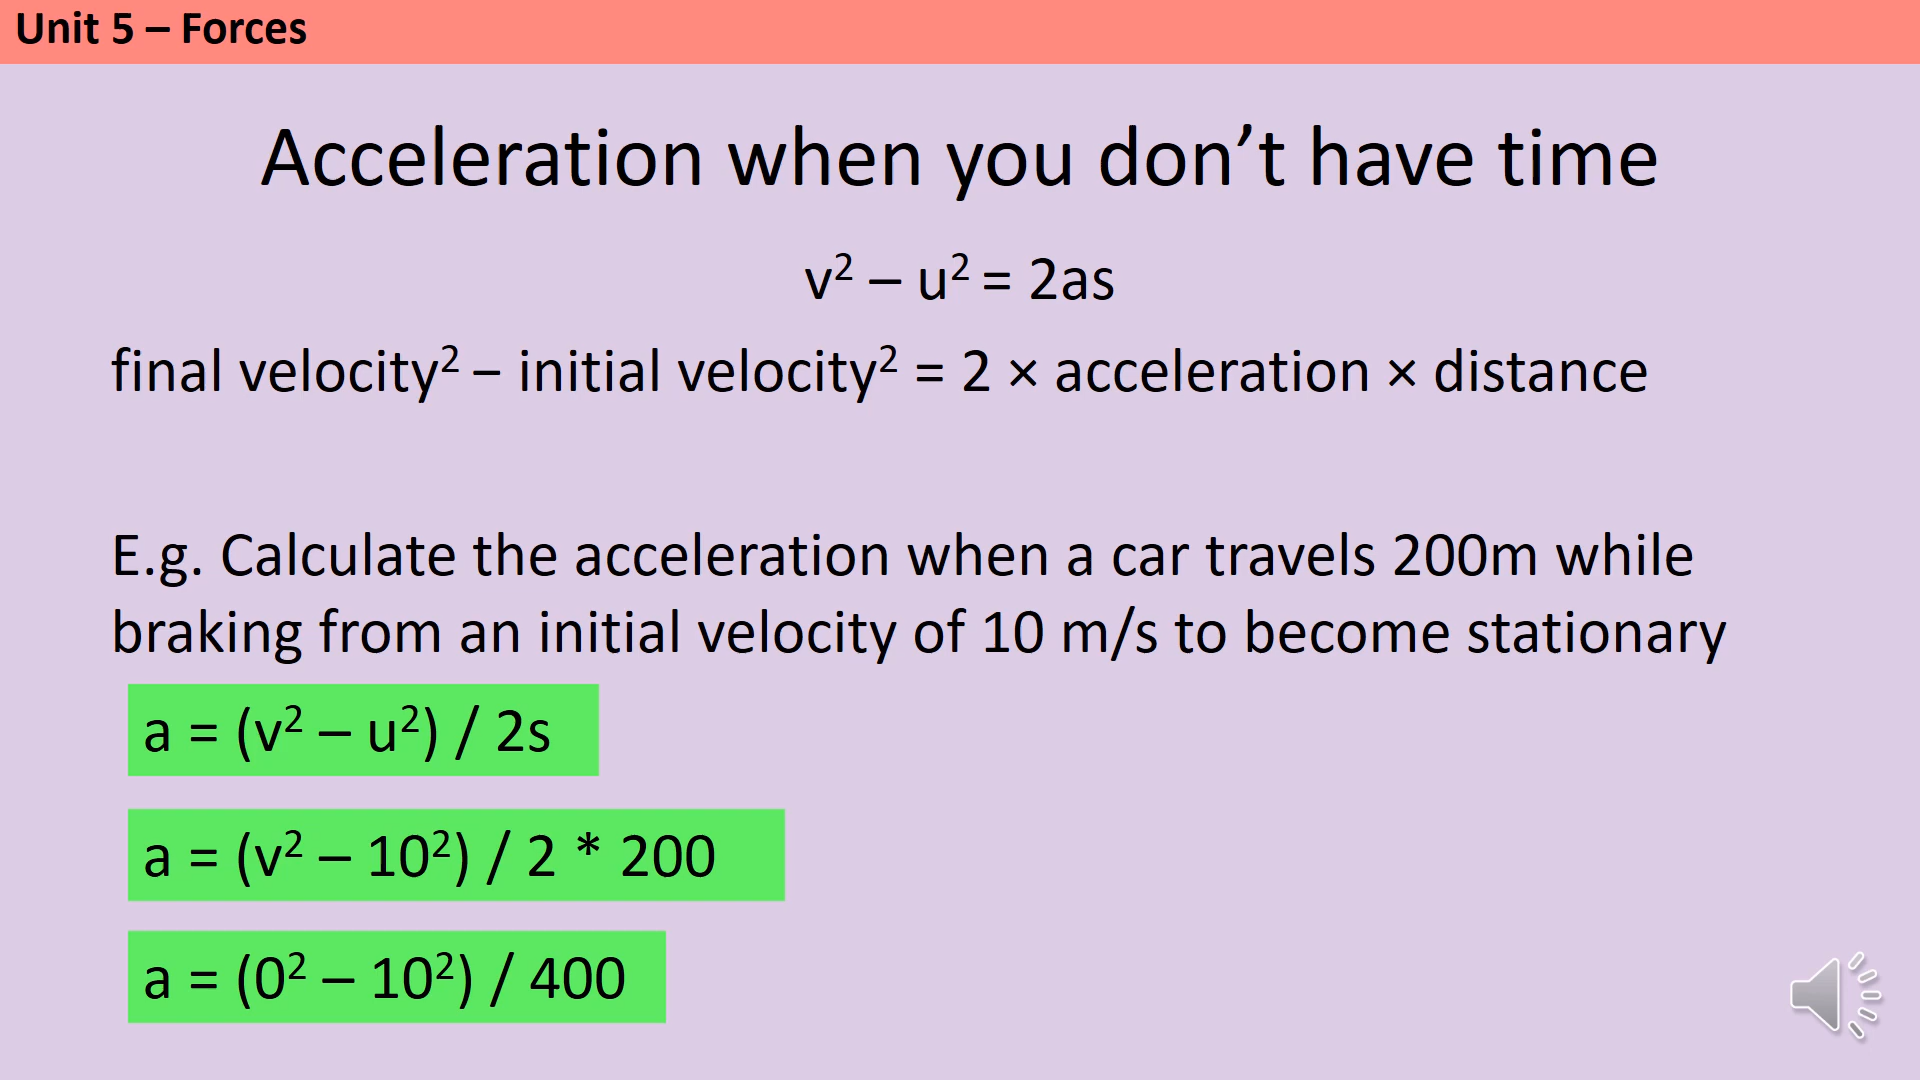 Unit 5 – Forces
Acceleration when you don’t have time
v² – u² = 2as
final velocity² − initial velocity² = 2 × acceleration × distance
E.g. Calculate the acceleration when a car travels 200m while
braking from an initial velocity of 10 m/s to become stationary
a = (v² – u²) / 2s
a = (v² – 10²) / 2 * 200
a = (0² – 10²) / 400